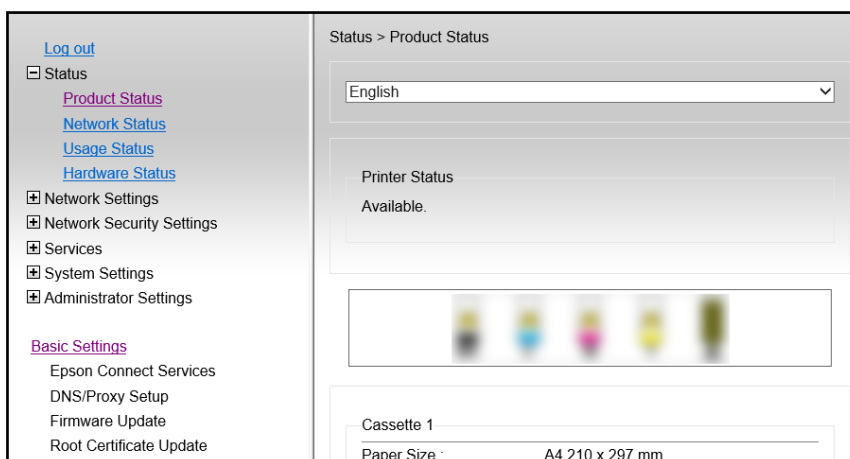 Log out
Status
Product Status
Network Status
Usage Status
Hardware Status
Network Settings
Network Security Settings
Services
System Settings
Administrator Settings
Basic Settings
Epson Connect Services
DNS/Proxy Setup
Firmware Update
Root Certificate Update
Status > Product Status
English
Printer Status
Available.
Cassette 1
Paper Size : A4 210 x 297 mm